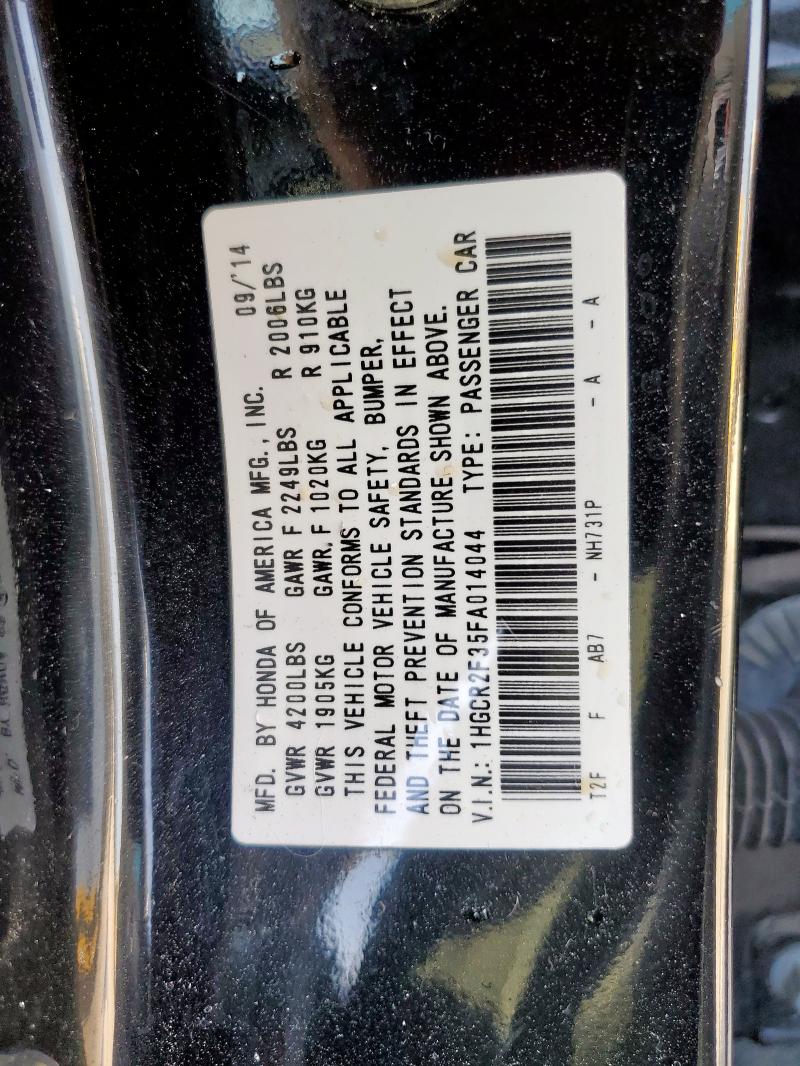 MFD. BY HONDA OF AMERICA MFG., INC. 09/'14
GVWR 4200LBS GAWR F 2249LBS R 2006LBS
GVWR 1905KG GAWR. F 1020KG R 910KG
THIS VEHICLE CONFORMS TO ALL APPLICABLE
FEDERAL MOTOR VEHICLE SAFETY, BUMPER,
AND THEFT PREVENTION STANDARDS IN EFFECT
ON THE DATE OF MANUFACTURE SHOWN ABOVE.
V.I.N.: 1HGCR2F35FA014044 TYPE: PASSENGER CAR
T2F F AB7 - NH731P - A - A